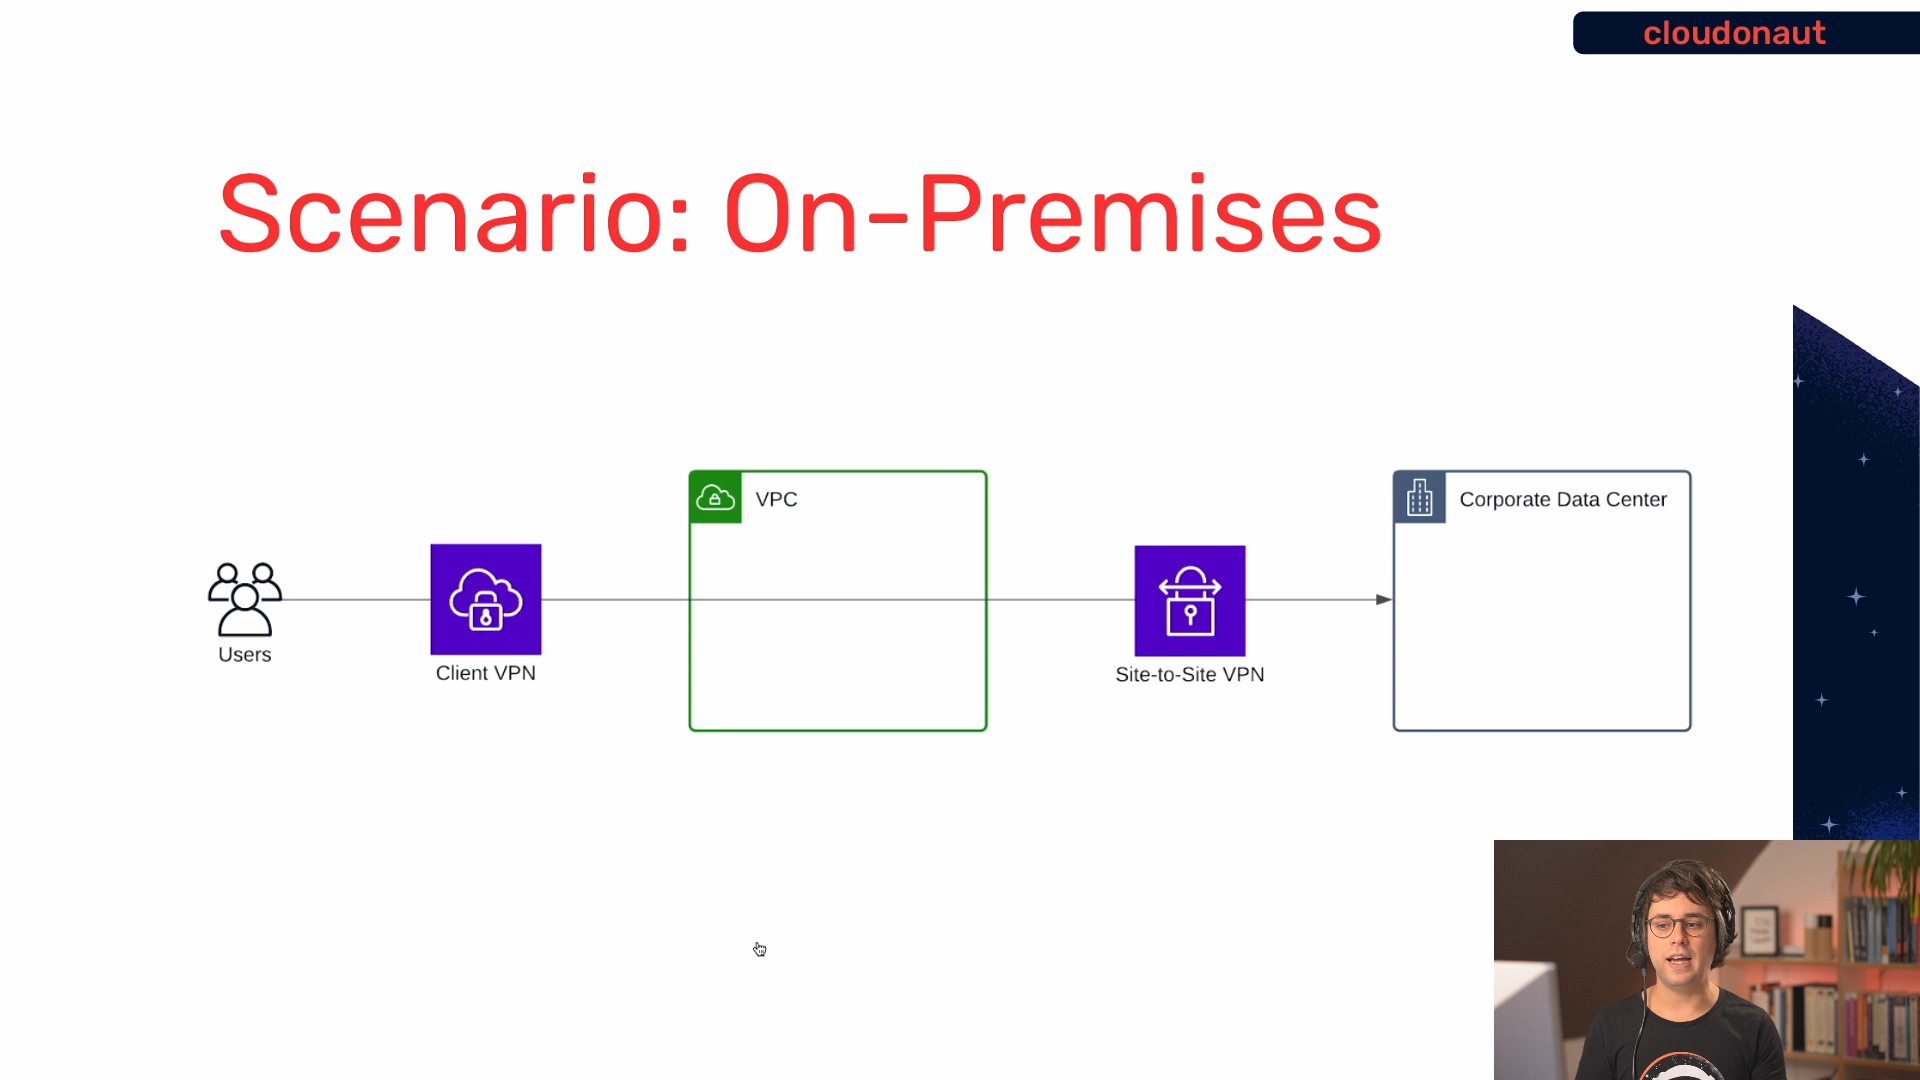 cloudonaut
Scenario: On-Premises
VPC
Corporate Data Center
Users
Client VPN
Site-to-Site VPN